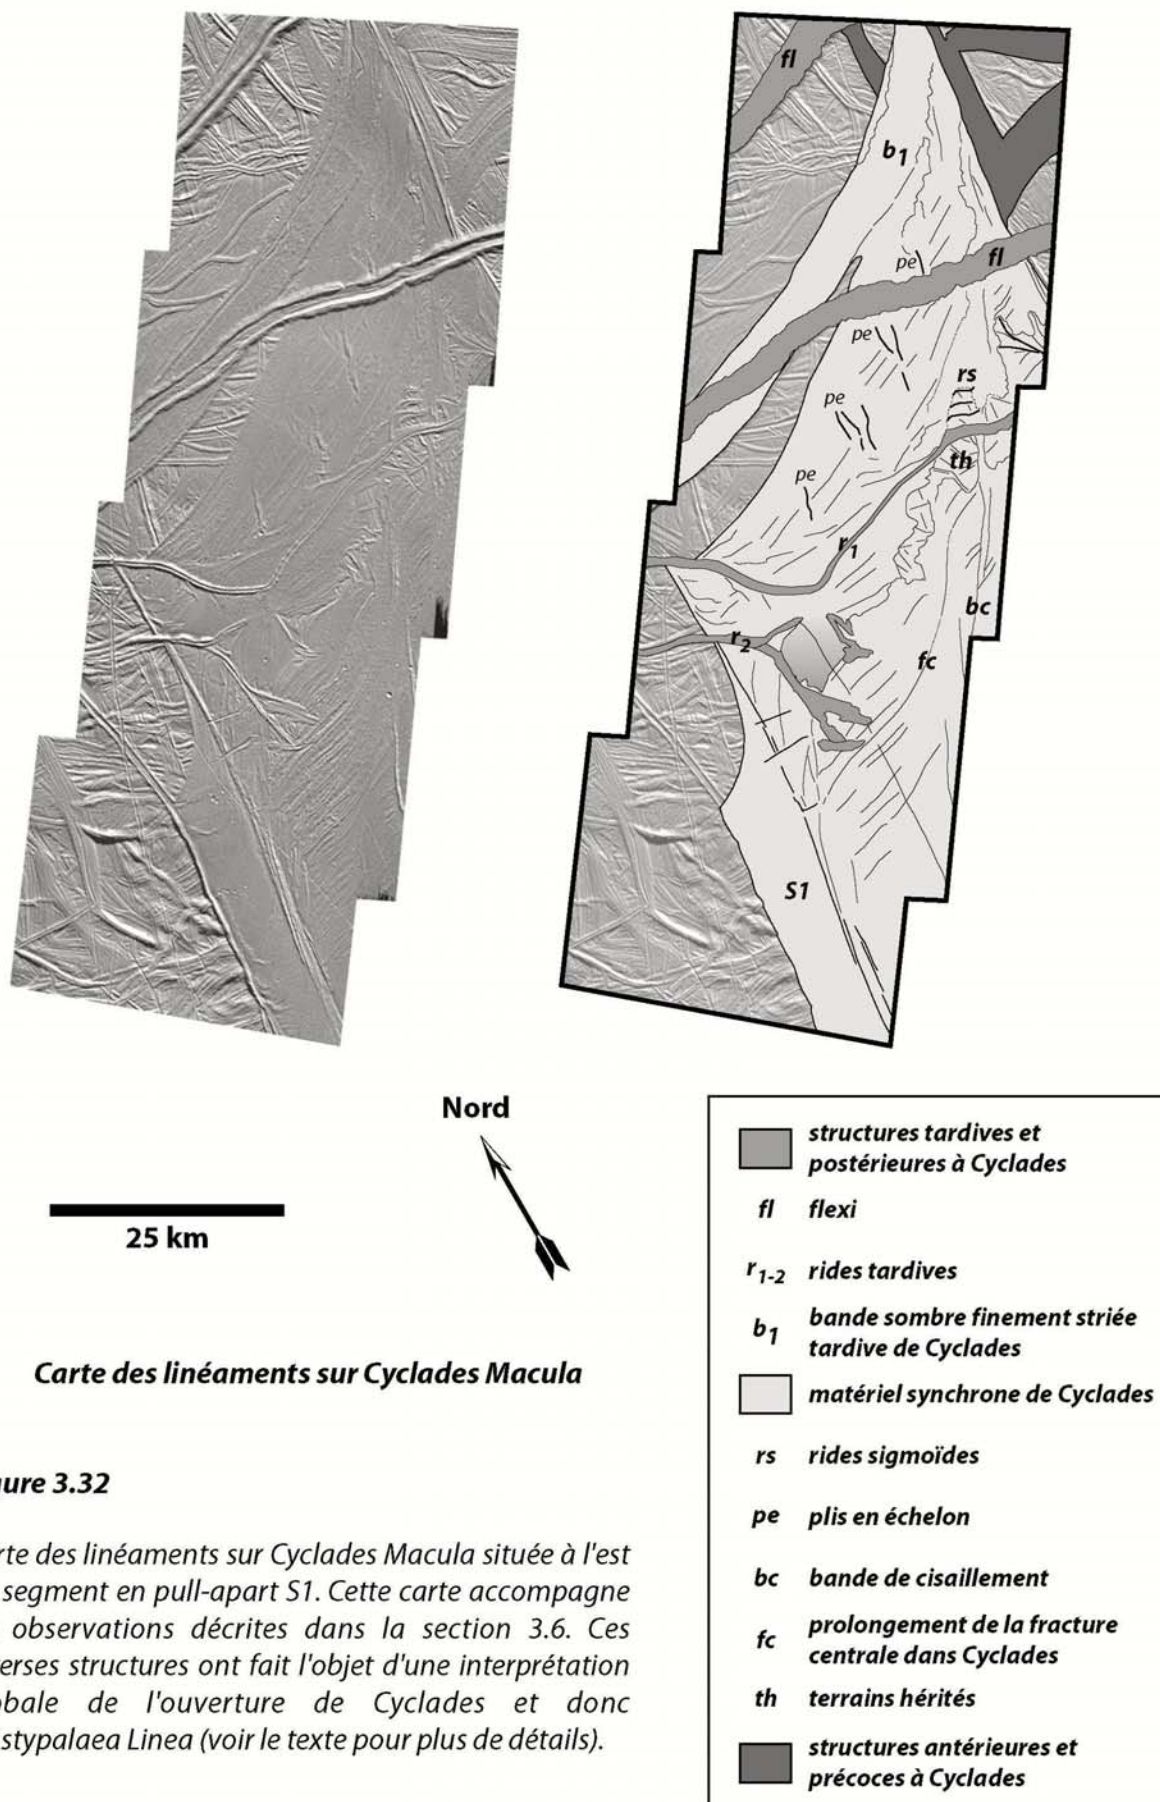 fl
b1
pe
fl
pe
rs
pe
th
pe
r1
bc
r2
fc
S1
Nord
25 km
Carte des linéaments sur Cyclades Macula
ure 3.32
rte des linéaments sur Cyclades Macula située à l'est
segment en pull-apart S1. Cette carte accompagne
observations décrites dans la section 3.6. Ces
erses structures ont fait l'objet d'une interprétation
bale de l'ouverture de Cyclades et donc
stypalaea Linea (voir le texte pour plus de détails).
structures tardives et
postérieures à Cyclades
fl flexi
r1-2 rides tardives
b1 bande sombre finement striée
tardive de Cyclades
matériel synchrone de Cyclades
rs rides sigmoïdes
pe plis en échelon
bc bande de cisaillement
fc prolongement de la fracture
centrale dans Cyclades
th terrains hérités
structures antérieures et
précoces à Cyclades